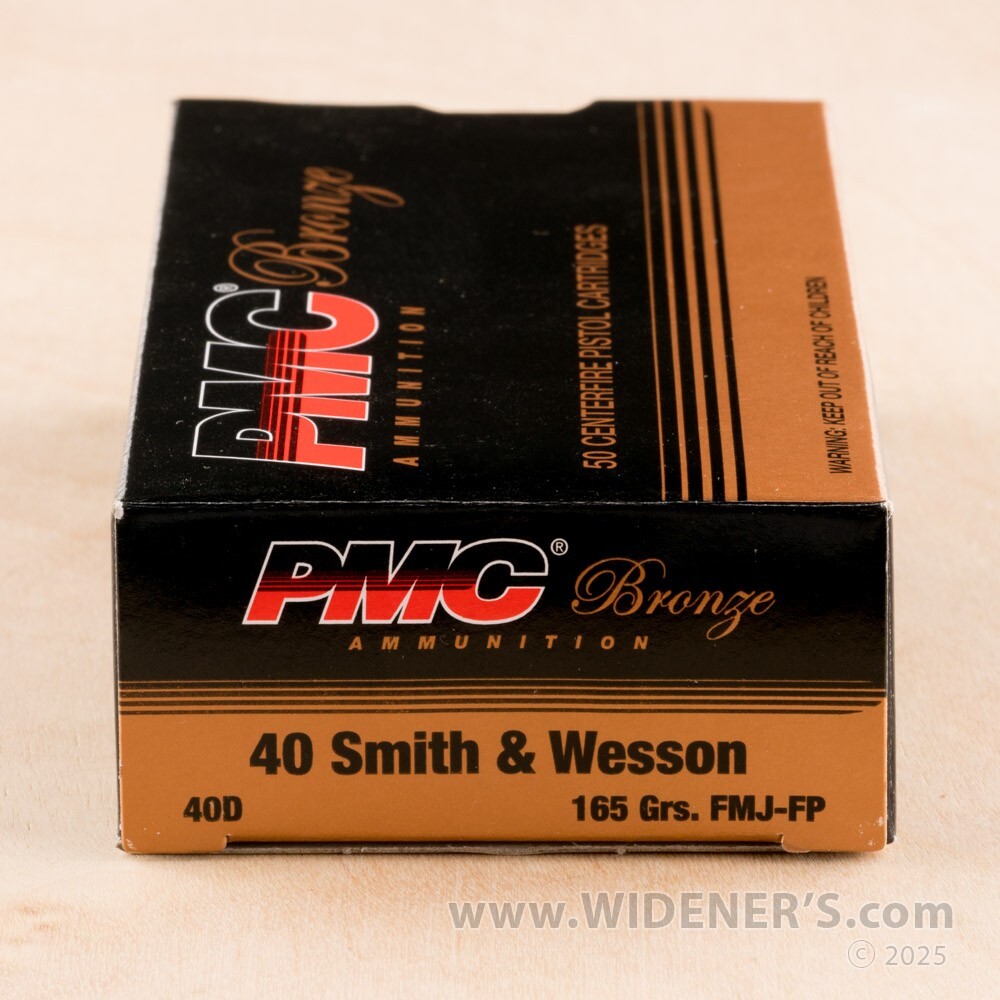 PMC® Bronze
AMMUNITION
50 CENTERFIRE PISTOL CARTRIDGES
WARNING: KEEP OUT OF REACH OF CHILDREN
PMC® Bronze
AMMUNITION
40 Smith & Wesson
40D 165 Grs. FMJ-FP
www.WIDENER'S.com
© 2025